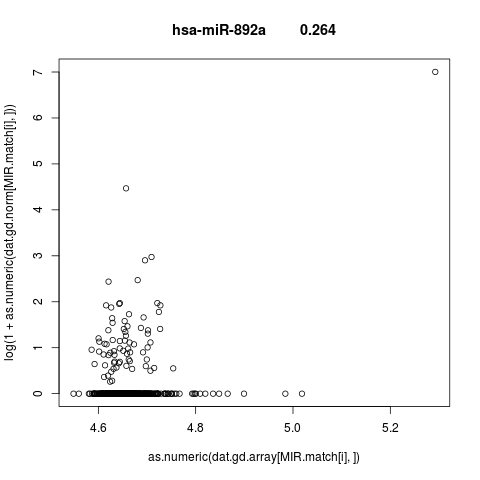 hsa-miR-892a 0.264
log(1 + as.numeric(dat.gd.norm[MIR.match[i], ]))
7
6
5
4
3
2
1
0
4.6 4.8 5.0 5.2
as.numeric(dat.gd.array[MIR.match[i], ])